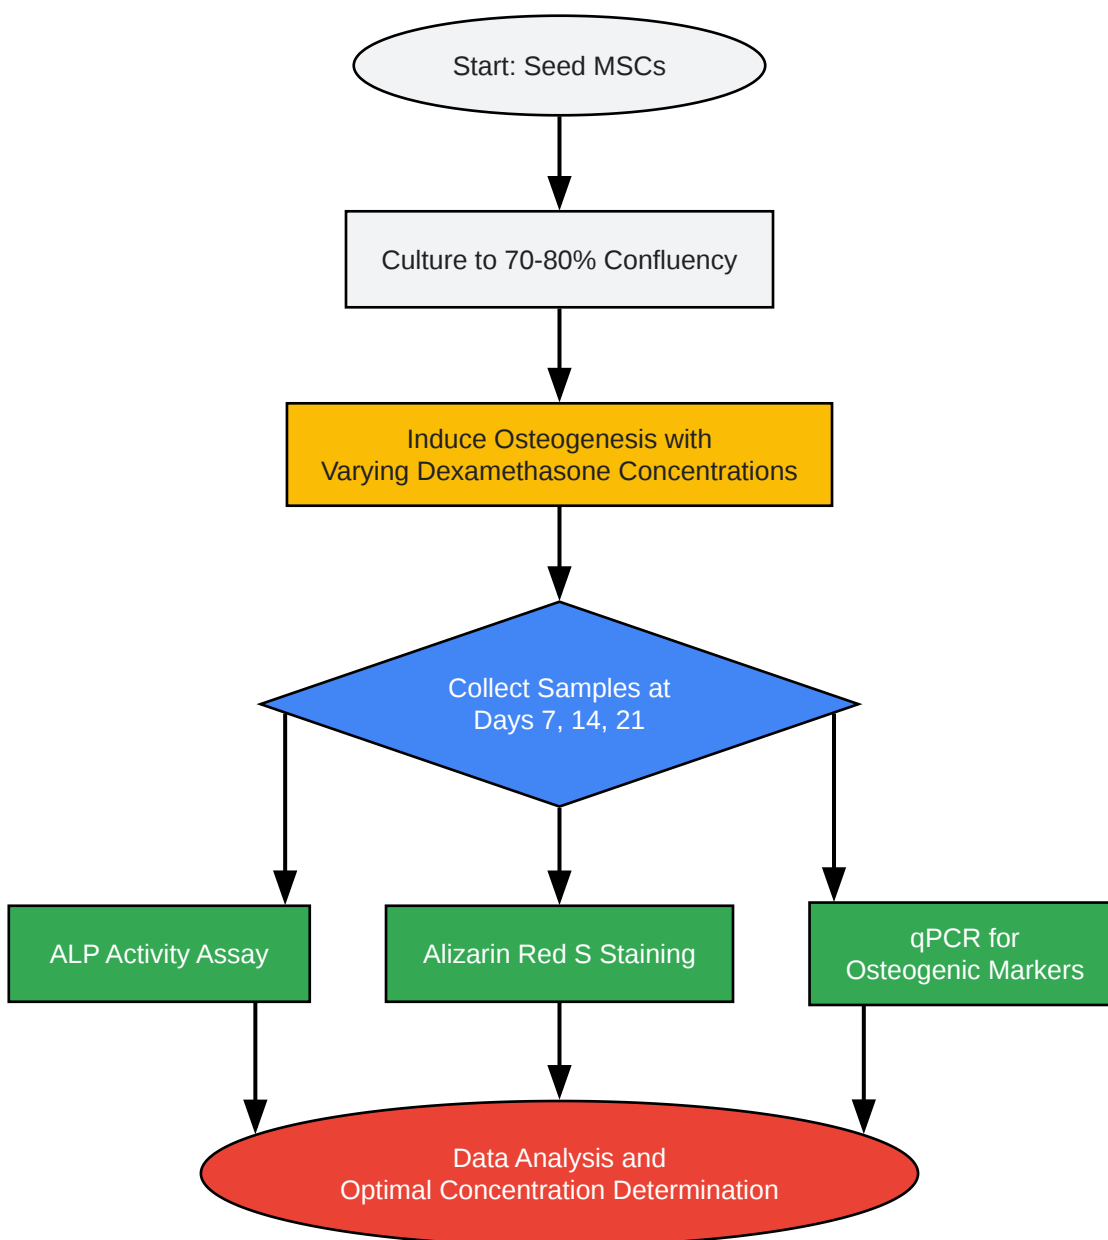 Start: Seed MSCs
Culture to 70-80% Confluency
Induce Osteogenesis with
Varying Dexamethasone Concentrations
Collect Samples at
Days 7, 14, 21
ALP Activity Assay
Alizarin Red S Staining
qPCR for
Osteogenic Markers
Data Analysis and
Optimal Concentration Determination